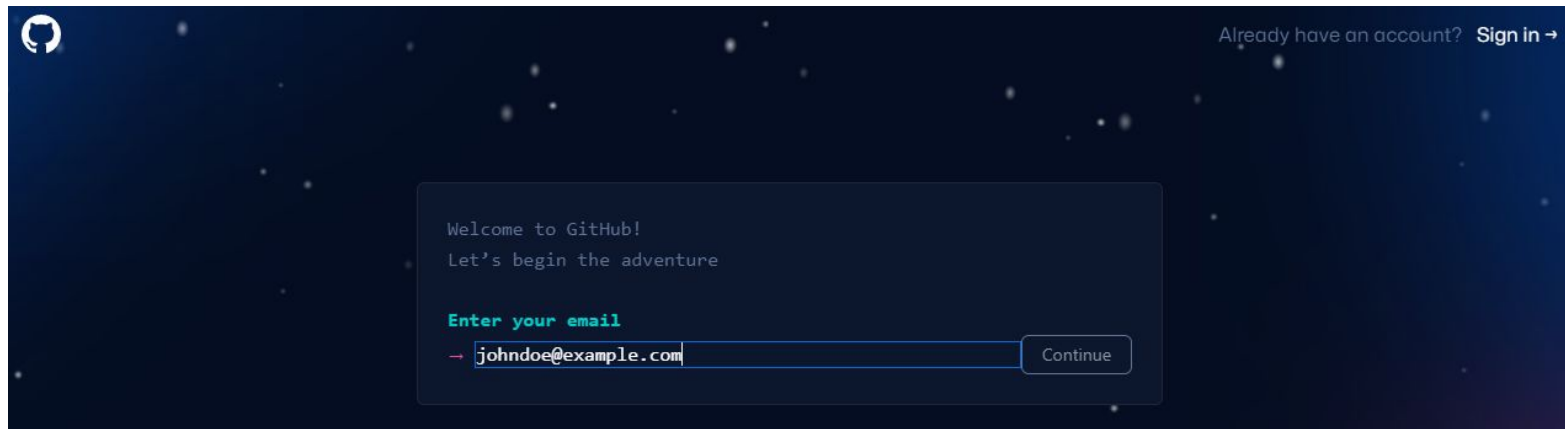 Already have an account? Sign in →
Welcome to GitHub!
Let’s begin the adventure
Enter your email
→ johndoe@example.com Continue